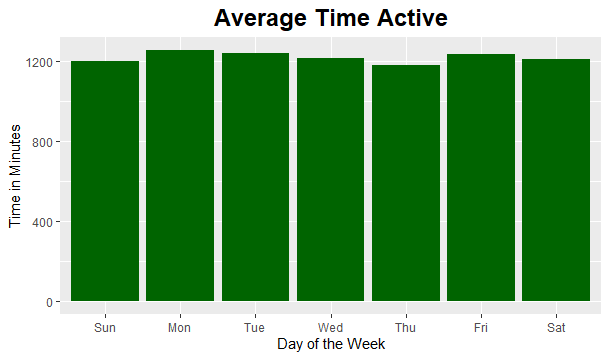 Average Time Active
Time in Minutes
1200
800
400
0
Sun Mon Tue Wed Thu Fri Sat
Day of the Week